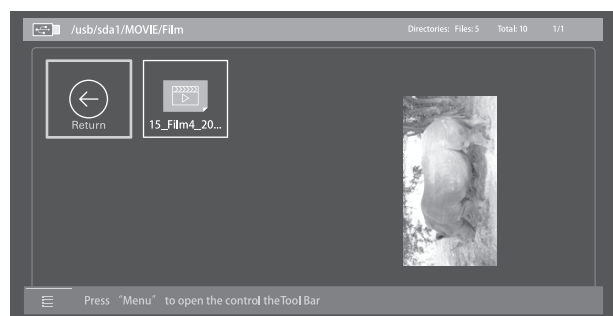 /usb/sda1/MOVIE/Film Directories: Files: 5 Total: 10 1/1
Return
15_Film4_20...
Press "Menu" to open the control theTool Bar